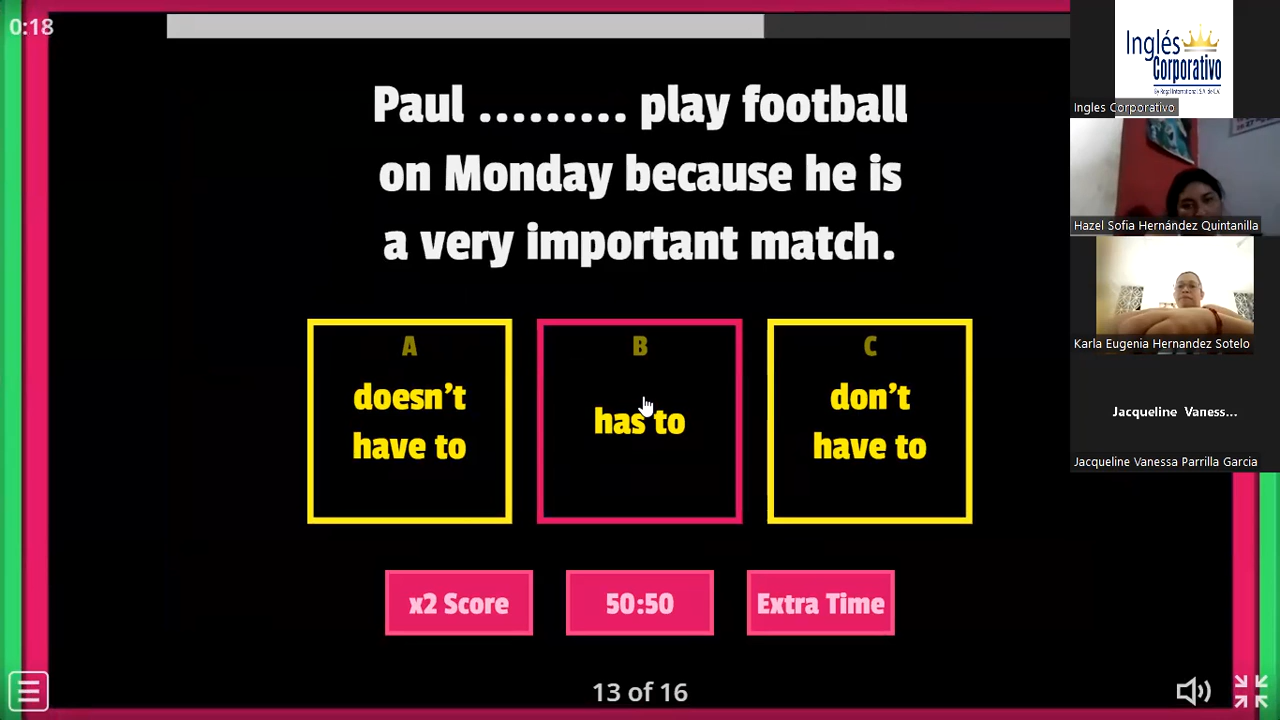 0:18
Paul ......... play football
on Monday because he is
a very important match.
A
doesn't
have to
B
has to
C
don't
have to
x2 Score
50:50
Extra Time
13 of 16
Inglés
Corporativo
Ingles Corporativo
Hazel Sofia Hernández Quintanilla
Karla Eugenia Hernandez Sotelo
Jacqueline Vaness...
Jacqueline Vanessa Parrilla Garcia